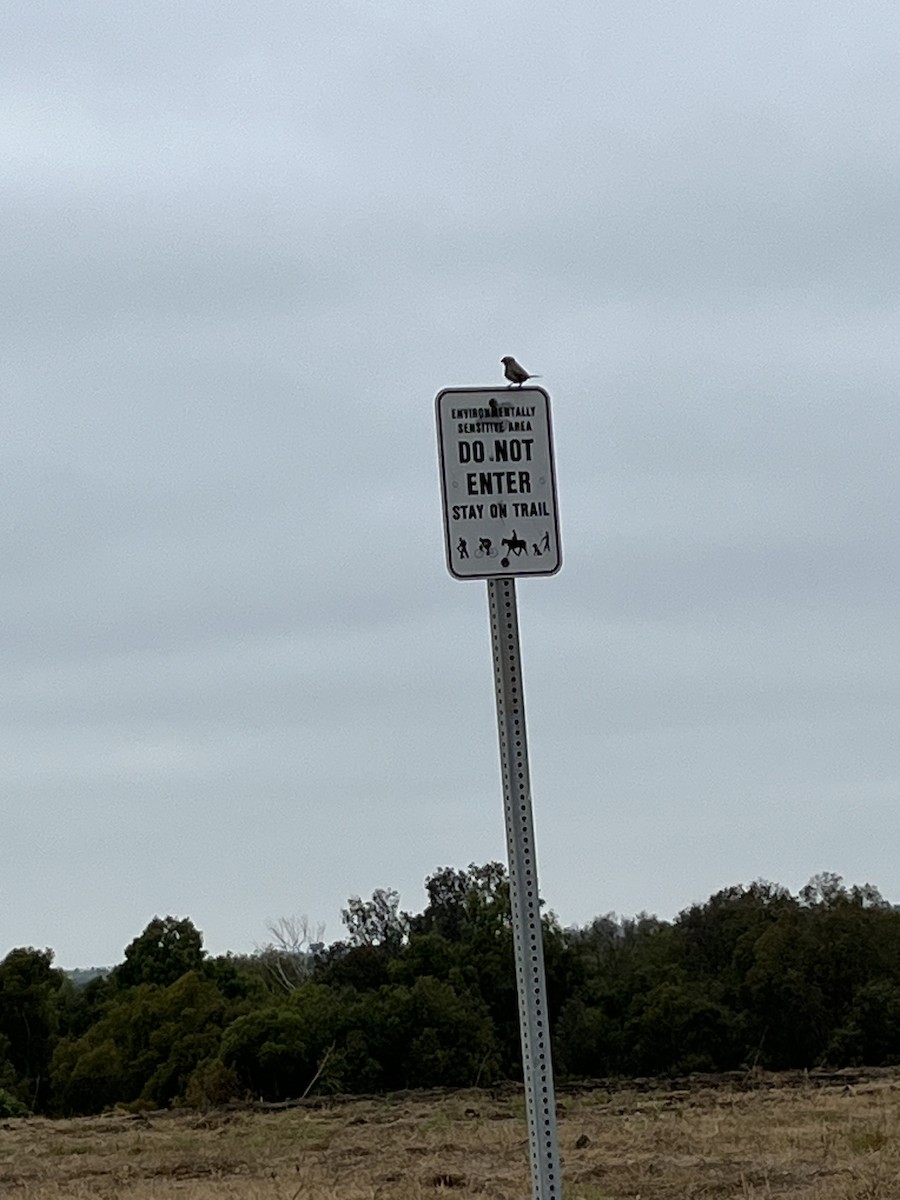 ENVIRONMENTALLY
SENSITIVE AREA
DO NOT
ENTER
STAY ON TRAIL